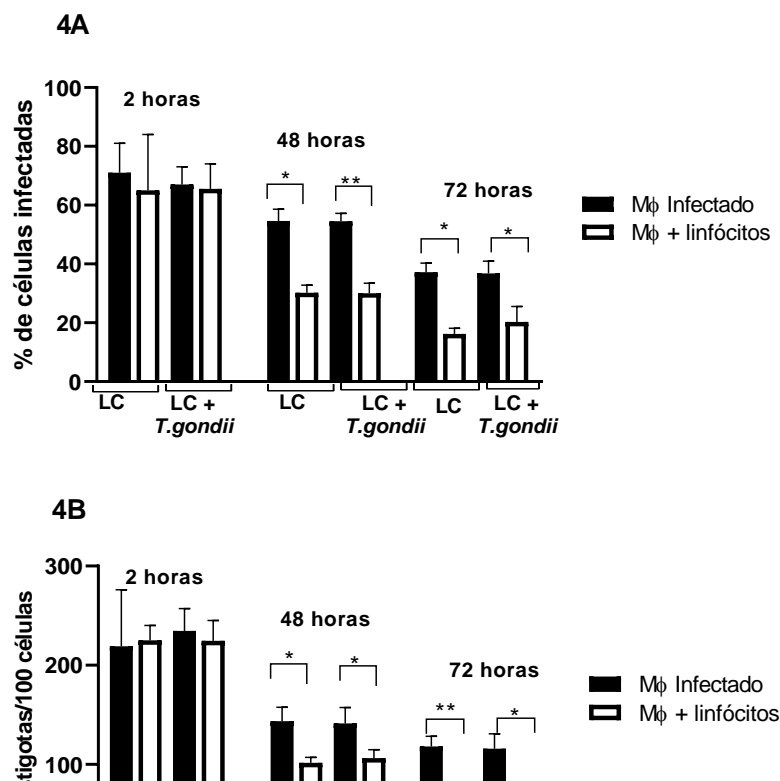 4A
% de células infectadas
100
80
60
40
20
0
2 horas
48 horas
72 horas
* ** * *
Mϕ Infectado
Mϕ + linfócitos
LC LC + LC LC + LC LC +
T.gondii T.gondii T.gondii
4B
300
200
100
2 horas
48 horas
72 horas
* * ** *
Mϕ Infectado
Mϕ + linfócitos
/100 células